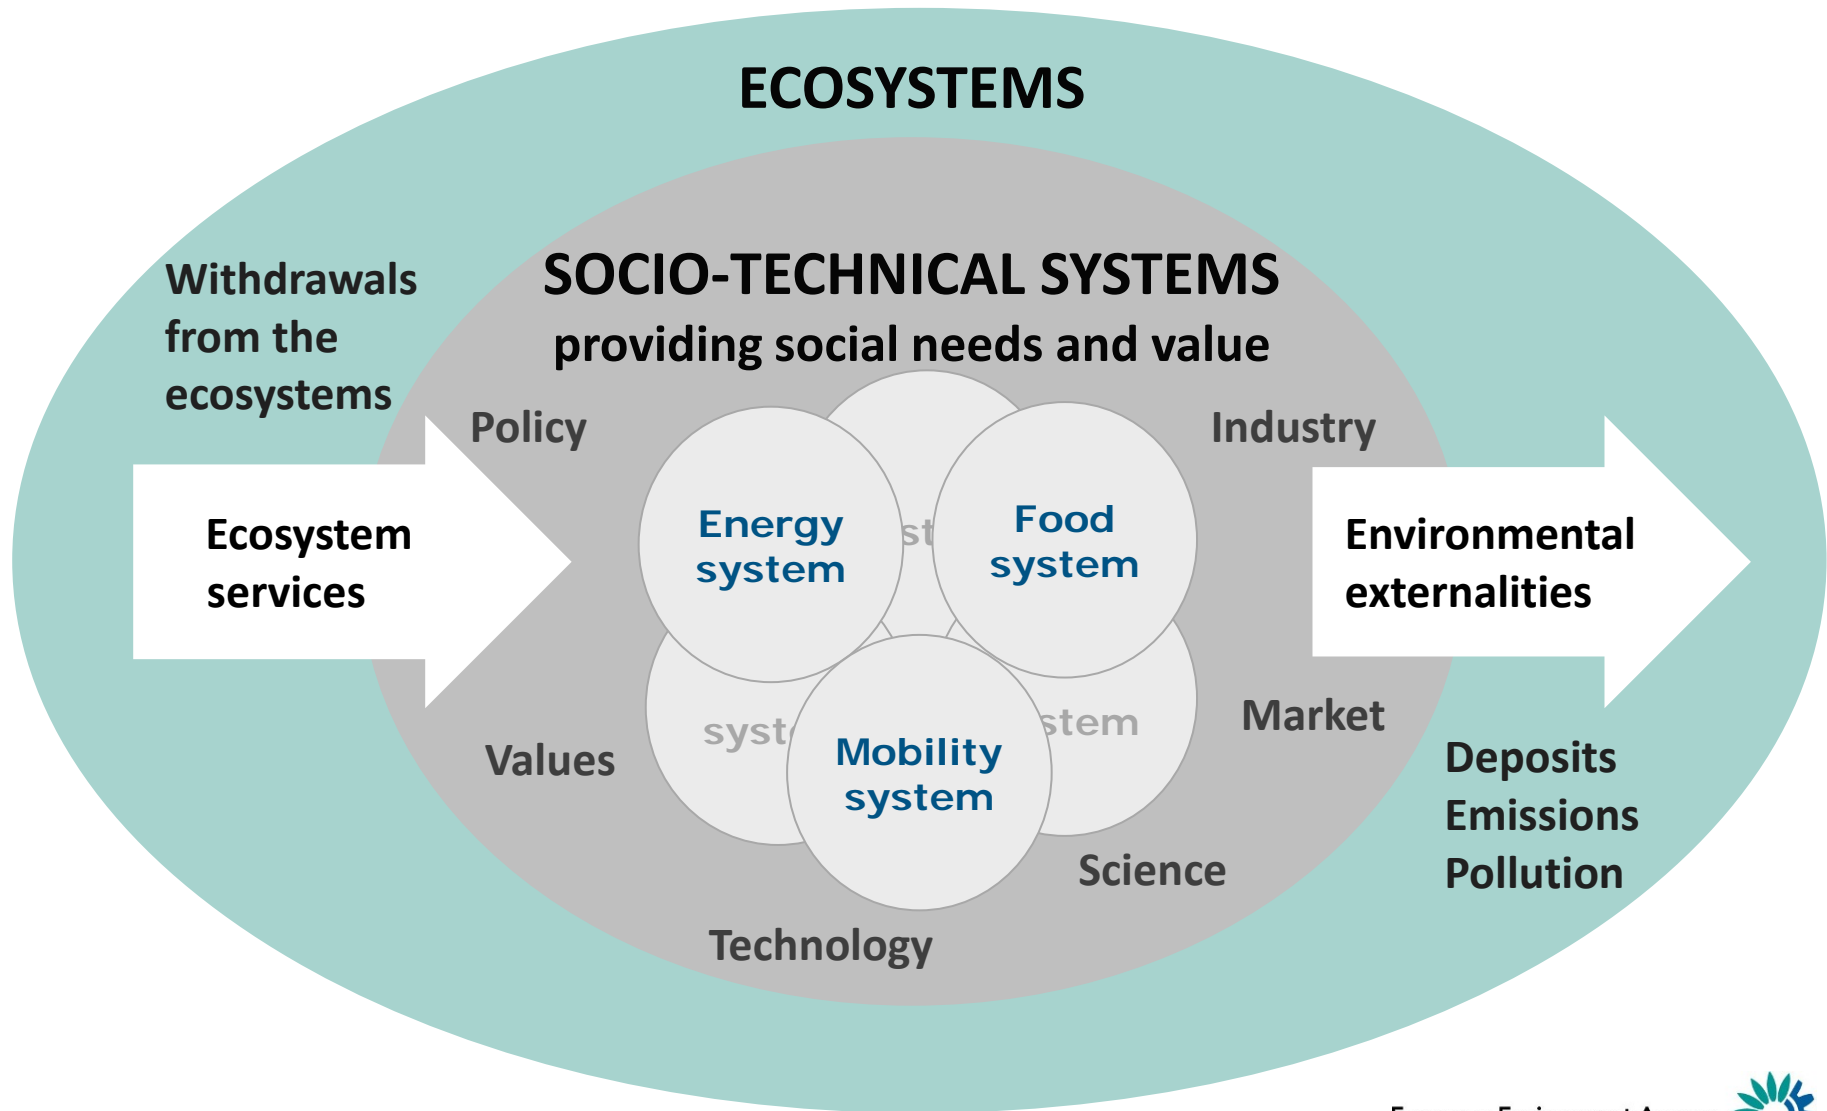 ECOSYSTEMS
Withdrawals
from the
ecosystems
SOCIO-TECHNICAL SYSTEMS
providing social needs and value
Policy
Industry
Ecosystem
services
Energy
system
Food
system
Environmental
externalities
Values
Mobility
system
Market
Science
Technology
Deposits
Emissions
Pollution